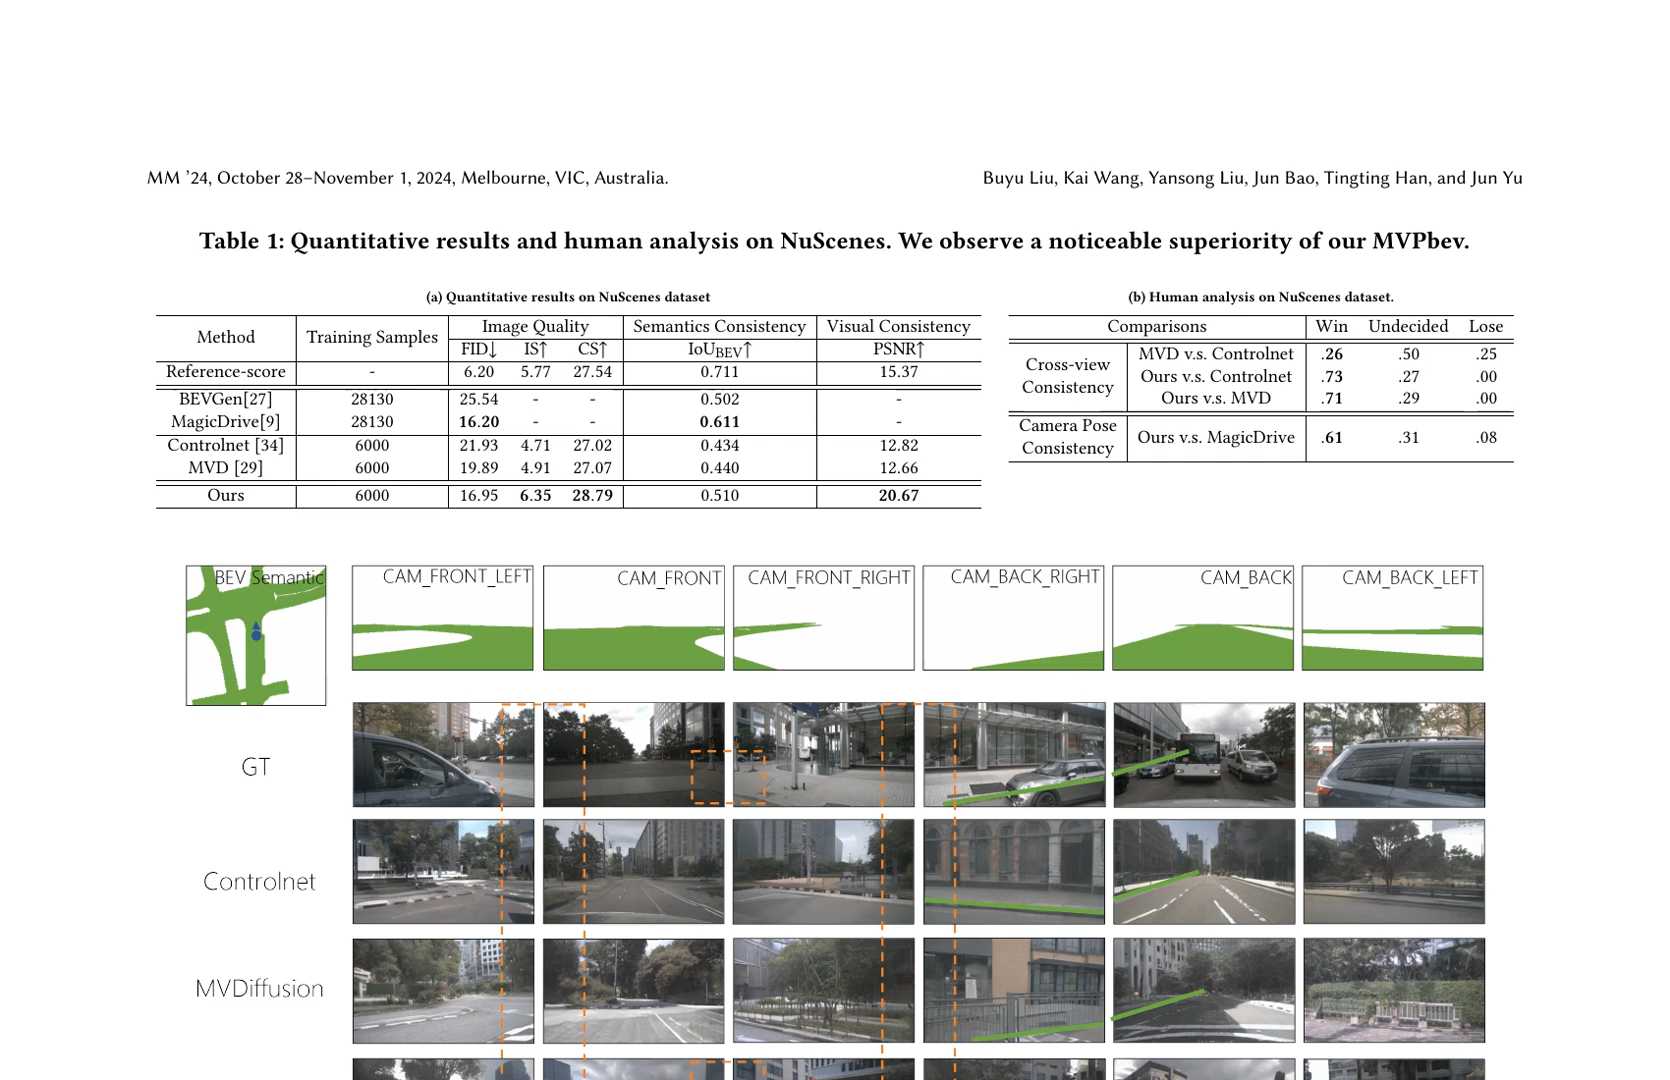 MM ’24, October 28–November 1, 2024, Melbourne, VIC, Australia.
Buyu Liu, Kai Wang, Yansong Liu, Jun Bao, Tingting Han, and Jun Yu
Table 1: Quantitative results and human analysis on NuScenes. We observe a noticeable superiority of our MVPbev.
(a) Quantitative results on NuScenes dataset
Method Training Samples Image Quality Semantics Consistency Visual Consistency
FID↓ IS↑ CS↑ IoU_BEV↑ PSNR↑
Reference-score - 6.20 5.77 27.54 0.711 15.37
BEVGen[27] 28130 25.54 - - 0.502 -
MagicDrive[9] 28130 16.20 - - 0.611 -
Controlnet [34] 6000 21.93 4.71 27.02 0.434 12.82
MVD [29] 6000 19.89 4.91 27.07 0.440 12.66
Ours 6000 16.95 6.35 28.79 0.510 20.67
(b) Human analysis on NuScenes dataset.
Comparisons Win Undecided Lose
Cross-view Consistency MVD v.s. Controlnet .26 .50 .25
Ours v.s. Controlnet .73 .27 .00
Ours v.s. MVD .71 .29 .00
Camera Pose Consistency Ours v.s. MagicDrive .61 .31 .08
BEV Semantic CAM_FRONT_LEFT CAM_FRONT CAM_FRONT_RIGHT CAM_BACK_RIGHT CAM_BACK CAM_BACK_LEFT
GT
Controlnet
MVDiffusion